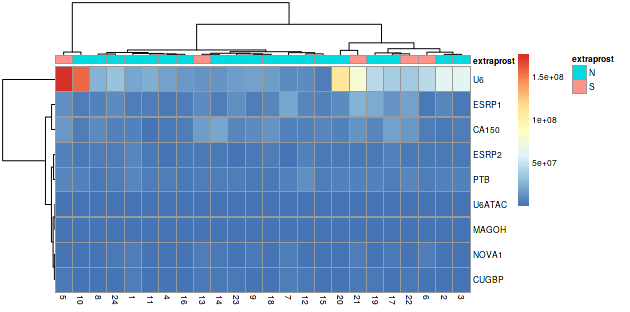 extraprost
U6
ESRP1
CA150
ESRP2
PTB
U6ATAC
MAGOH
NOVA1
CUGBP
5 10 8 24 1 11 4 16 13 14 23 9 18 7 12 15 20 21 19 17 22 6 2 3
1.5e+08
1e+08
5e+07
extraprost
N
S